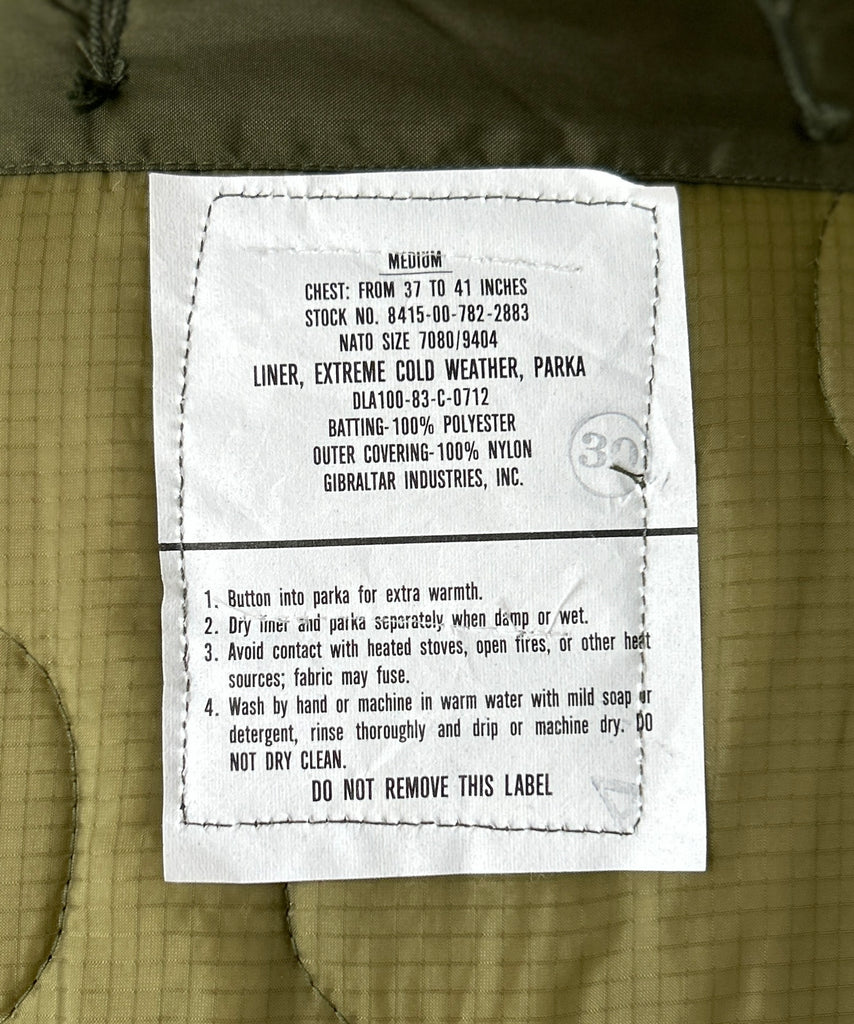 MEDIUM
CHEST: FROM 37 TO 41 INCHES
STOCK NO. 8415-00-782-2883
NATO SIZE 7080/9404
LINER, EXTREME COLD WEATHER, PARKA
DLA100-83-C-0712
BATTING-100% POLYESTER
OUTER COVERING-100% NYLON
30
GIBRALTAR INDUSTRIES, INC.
1. Button into parka for extra warmth.
2. Dry liner and parka separately when damp or wet.
3. Avoid contact with heated stoves, open fires, or other heat
sources; fabric may fuse.
4. Wash by hand or machine in warm water with mild soap or
detergent, rinse thoroughly and drip or machine dry. DO
NOT DRY CLEAN.
DO NOT REMOVE THIS LABEL